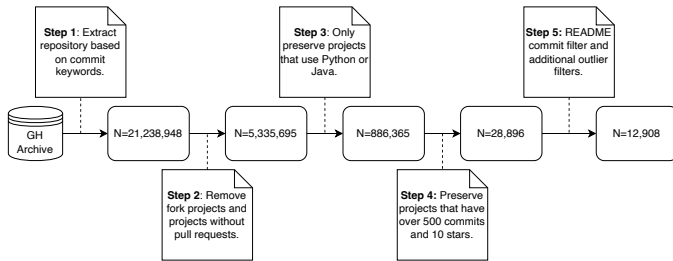 Step 1: Extract
repository based
on commit
keywords.
Step 3: Only
preserve projects
that use Python or
Java.
Step 5: README
commit filter and
additional outlier
filters.
GH
Archive
N=21,238,948
N=5,335,695
N=886,365
N=28,896
N=12,908
Step 2: Remove
fork projects and
projects without
pull requests.
Step 4: Preserve
projects that have
over 500 commits
and 10 stars.